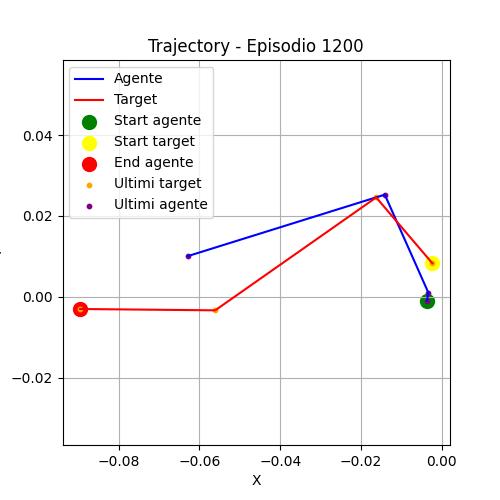 Trajectory - Episodio 1200
Agente
Target
Start agente
Start target
End agente
Ultimi target
Ultimi agente
0.04
0.02
0.00
−0.02
−0.08
−0.06
−0.04
−0.02
0.00
X